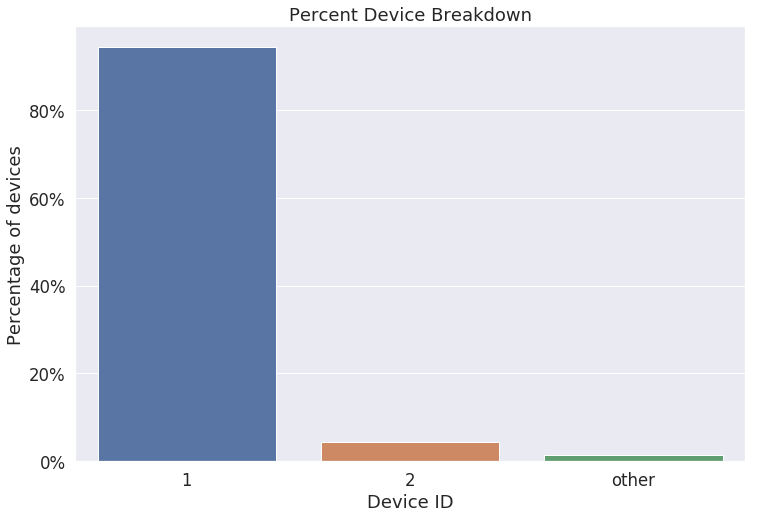 Percent Device Breakdown
80%
60%
40%
20%
0%
Percentage of devices
1 2 other
Device ID